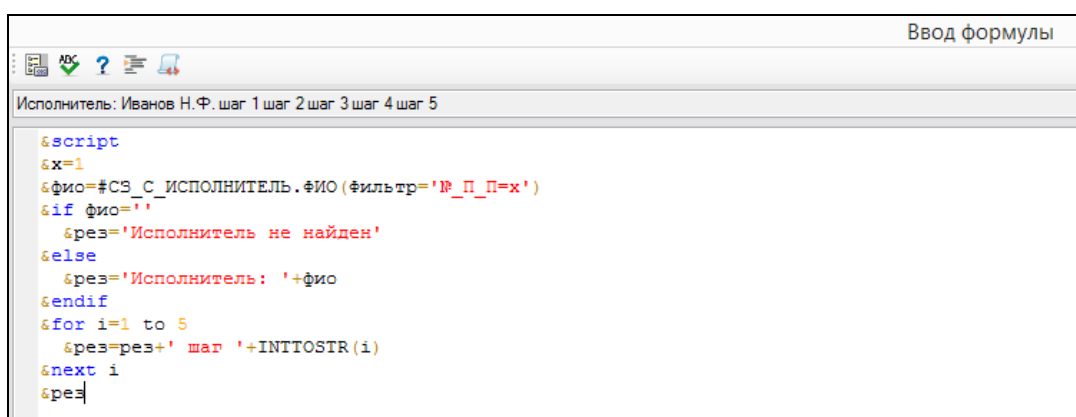 Ввод формулы
ABC ?
Исполнитель: Иванов Н.Ф. шаг 1 шаг 2 шаг 3 шаг 4 шаг 5
&script
&x=1
&фио=#СЗ_С_ИСПОЛНИТЕЛЬ.ФИО(Фильтр='№_П_П=x')
&if фио=''
&рез='Исполнитель не найден'
&else
&рез='Исполнитель: '+фио
&endif
&for i=1 to 5
&рез=рез+' шаг '+INTTOSTR(i)
&next i
&рез